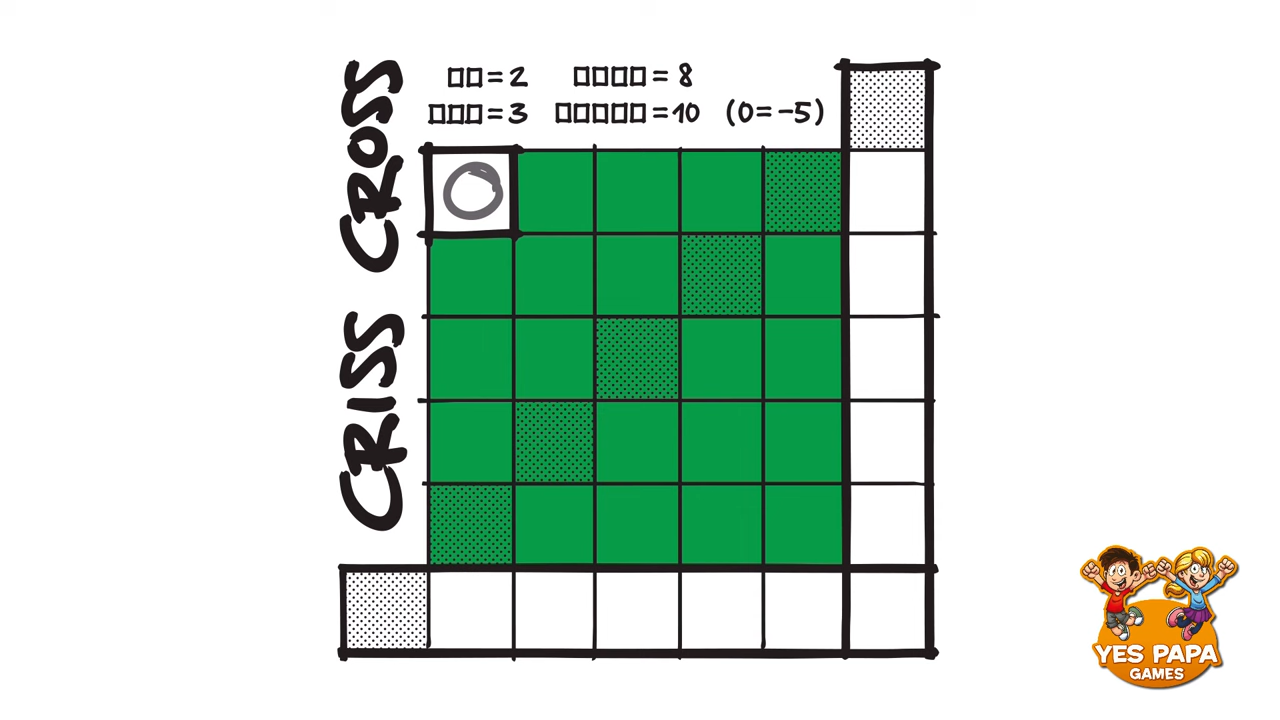 CRISS CROSS
□□=2 □□□□=8
□□□=3 □□□□□=10 (0=-5)
O
YES PAPA
GAMES